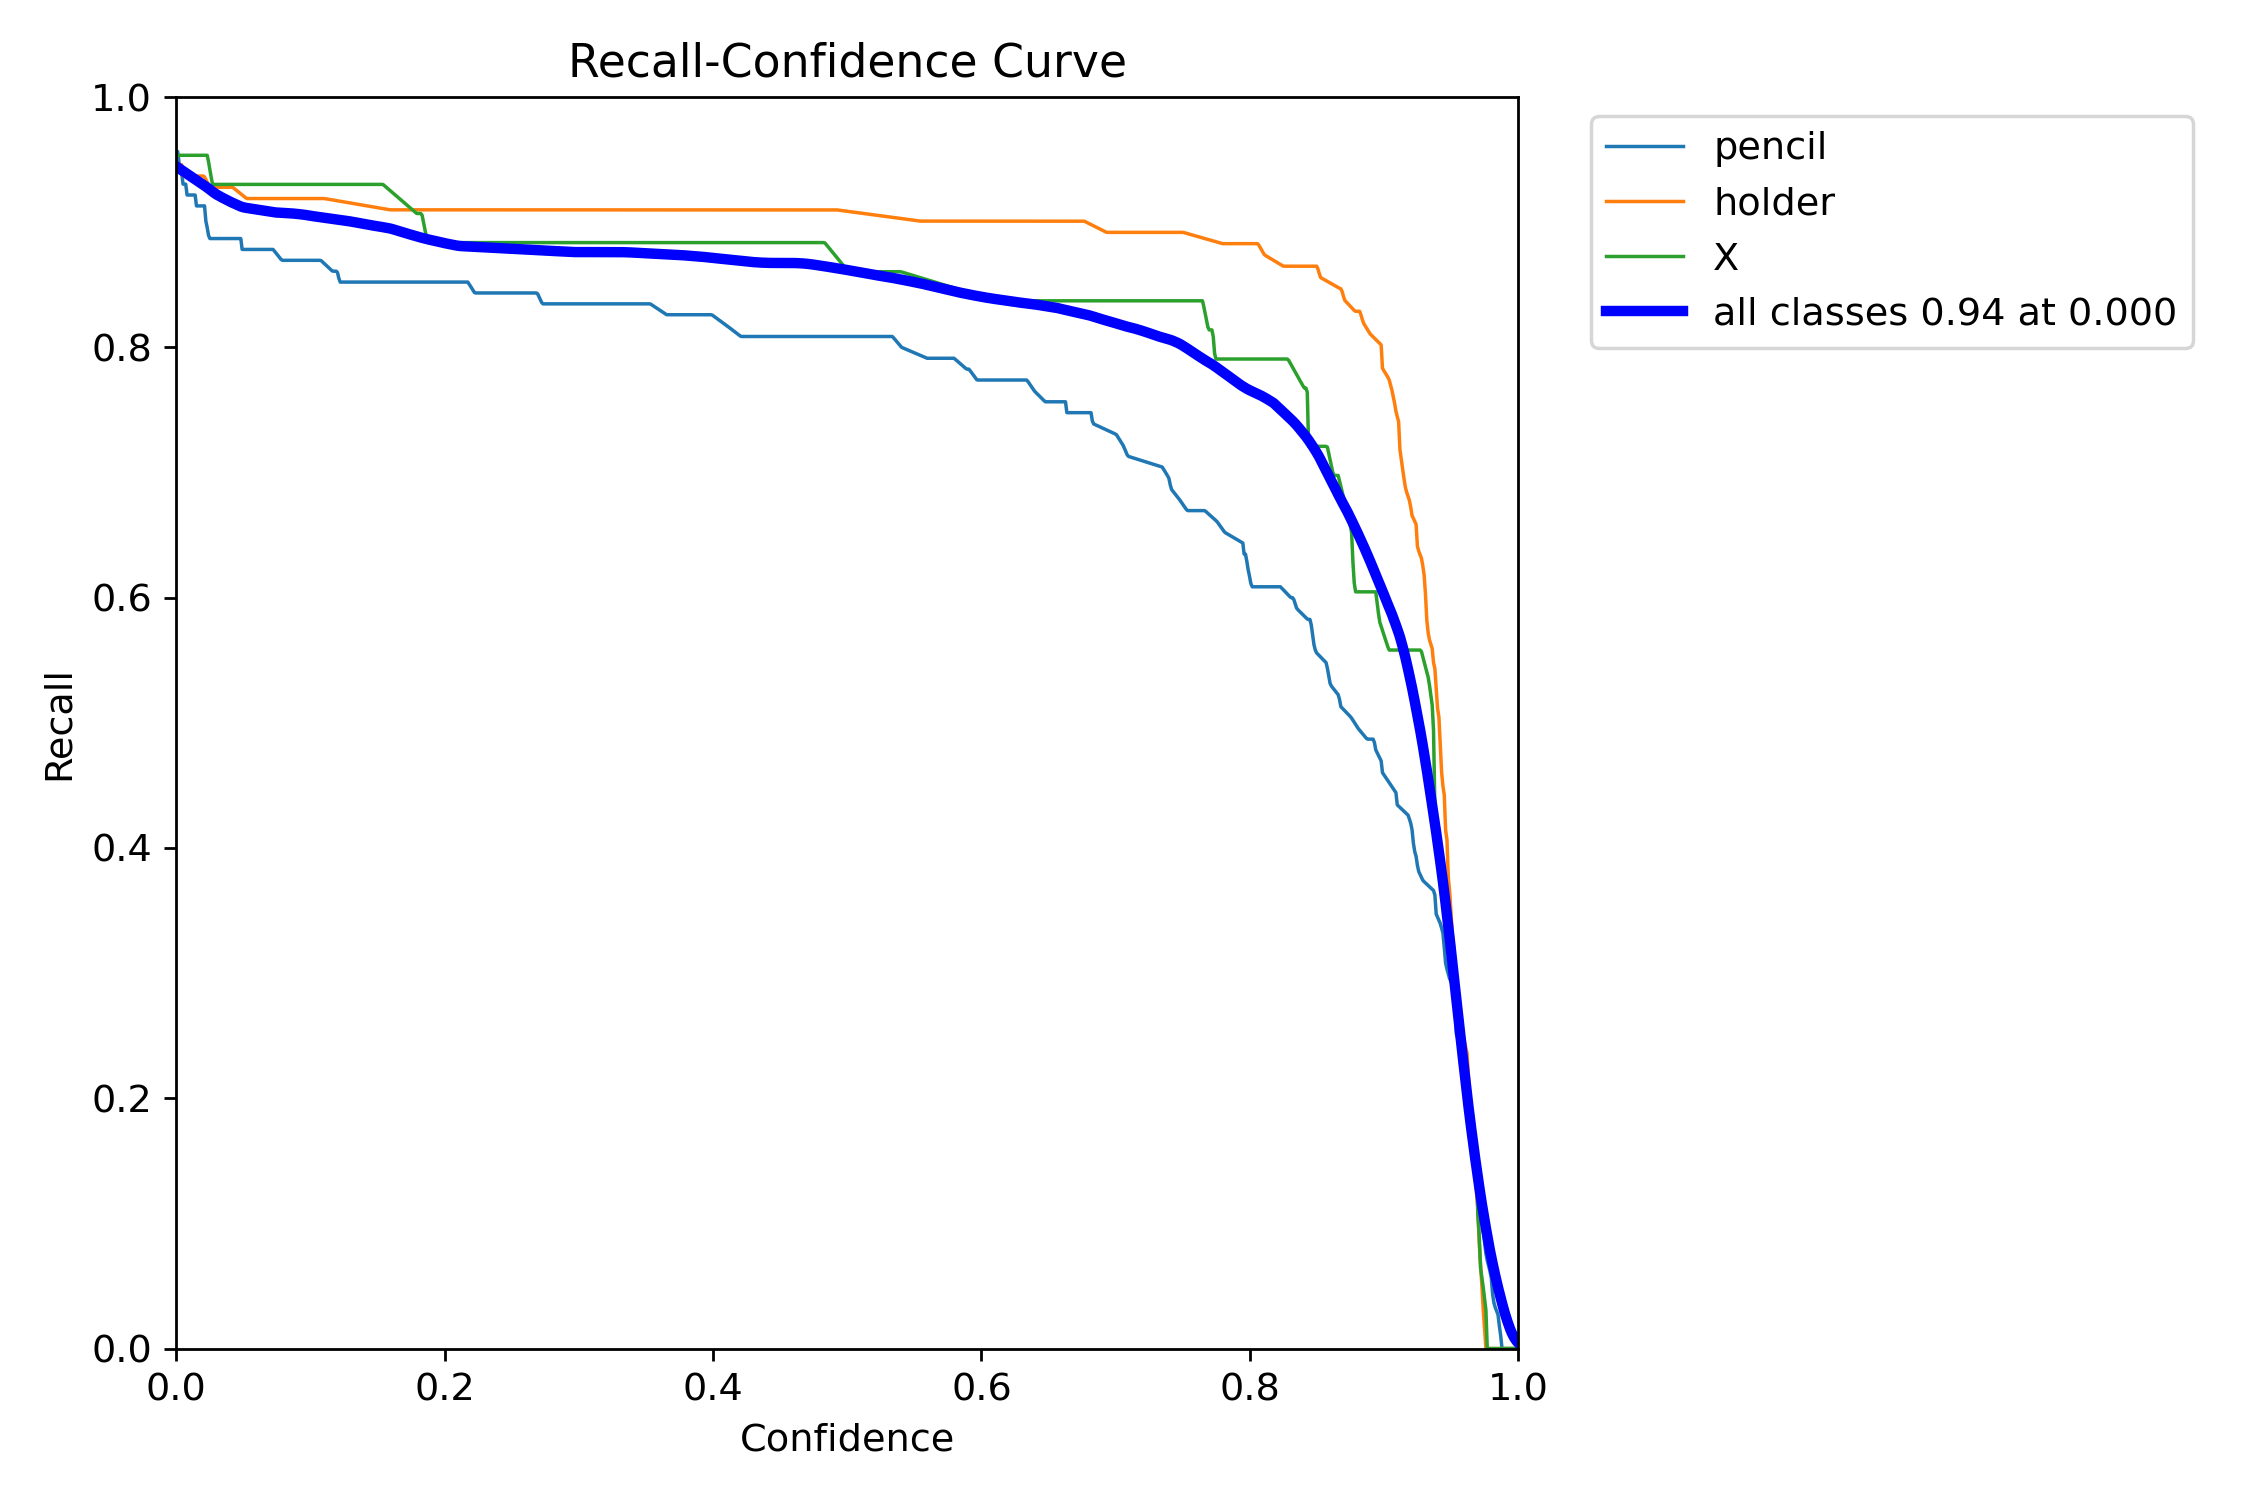 Recall-Confidence Curve
1.0
0.8
0.6
0.4
0.2
0.0
Recall
0.0 0.2 0.4 0.6 0.8 1.0
Confidence
pencil
holder
X
all classes 0.94 at 0.000